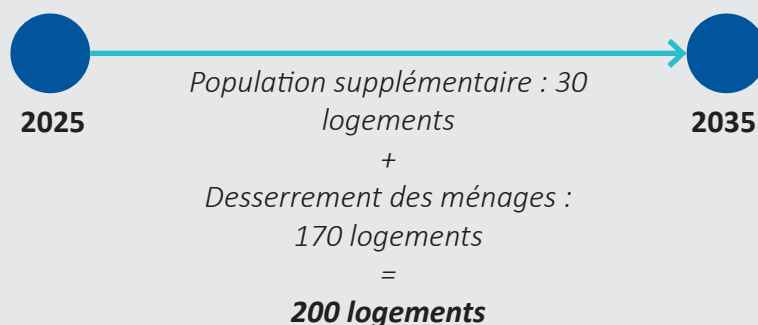 2025
2035
Population supplémentaire : 30
logements
+
Desserrement des ménages :
170 logements
=
200 logements